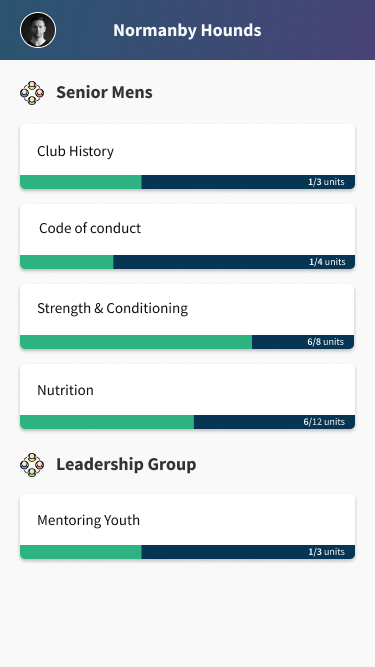 Normanby Hounds
Senior Mens
Club History
1/3 units
Code of conduct
1/4 units
Strength & Conditioning
6/8 units
Nutrition
6/12 units
Leadership Group
Mentoring Youth
1/3 units